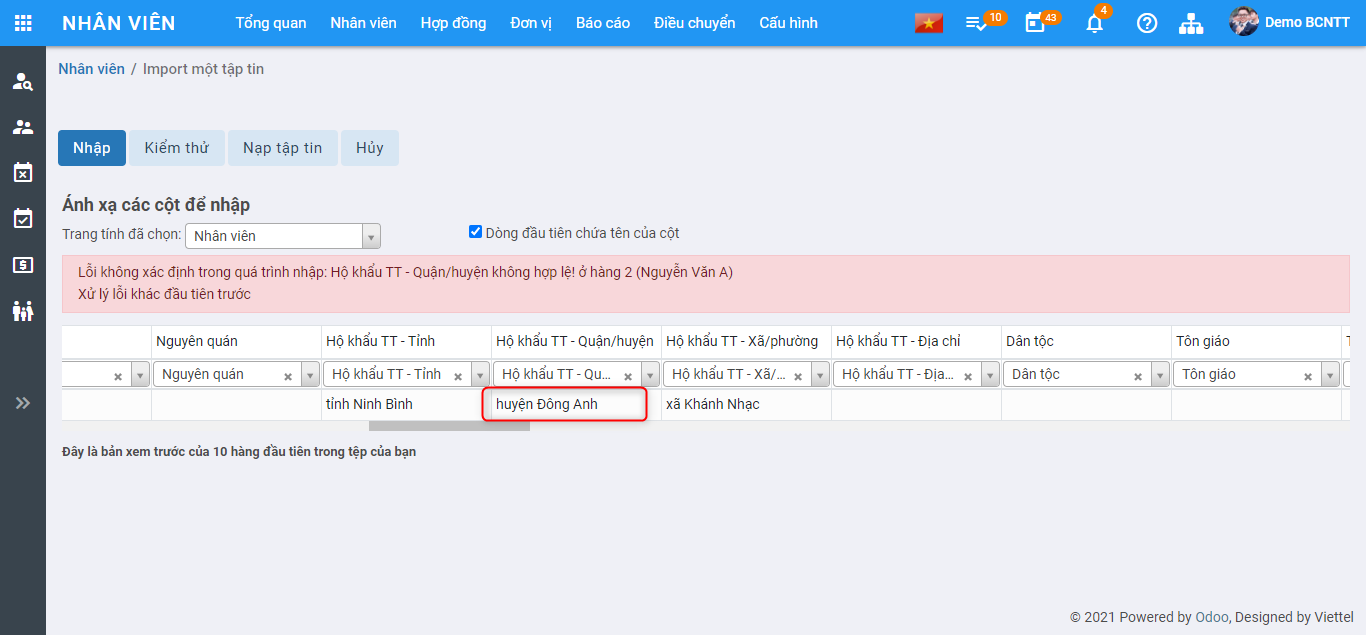 NHÂN VIÊN Tổng quan Nhân viên Hợp đồng Đơn vị Báo cáo Điều chuyển Cấu hình 10 43 4 Demo BCNTT
Nhân viên / Import một tập tin
Nhập Kiểm thử Nạp tập tin Hủy
Ánh xạ các cột để nhập
Trang tính đã chọn: Nhân viên Dòng đầu tiên chứa tên của cột
Lỗi không xác định trong quá trình nhập: Hộ khẩu TT - Quận/huyện không hợp lệ! ở hàng 2 (Nguyễn Văn A)
Xử lý lỗi khác đầu tiên trước
Nguyên quán Hộ khẩu TT - Tỉnh Hộ khẩu TT - Quận/huyện Hộ khẩu TT - Xã/phường Hộ khẩu TT - Địa chỉ Dân tộc Tôn giáo
Nguyên quán Hộ khẩu TT - Tỉnh Hộ khẩu TT - Qu... Hộ khẩu TT - Xã/... Hộ khẩu TT - Địa... Dân tộc Tôn giáo
tỉnh Ninh Bình huyện Đông Anh xã Khánh Nhạc
Đây là bản xem trước của 10 hàng đầu tiên trong tệp của bạn
© 2021 Powered by Odoo, Designed by Viettel